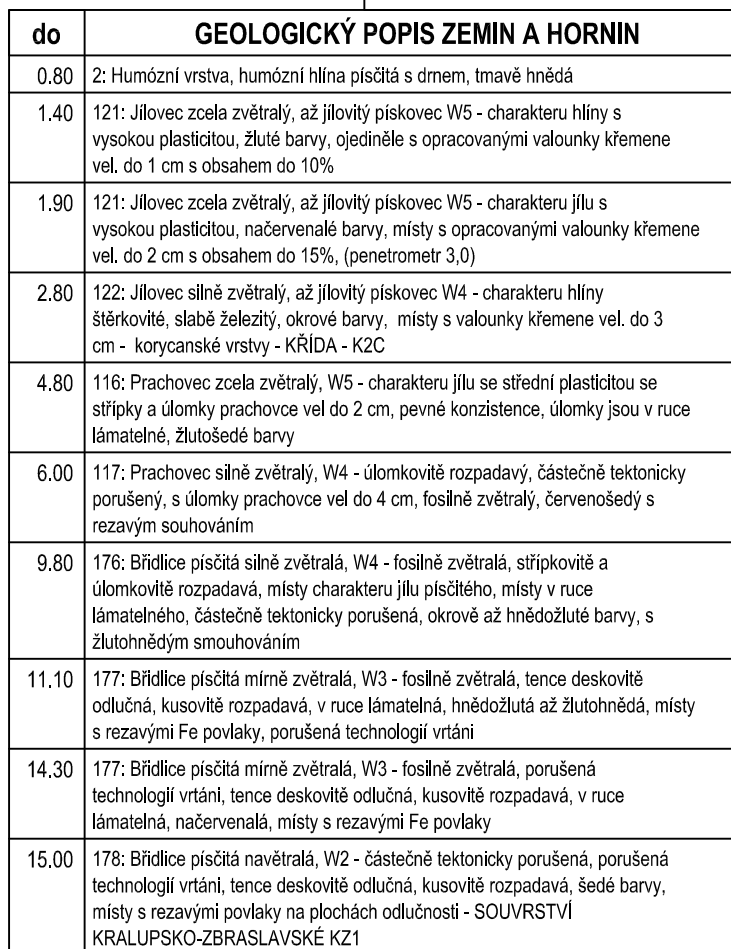 do GEOLOGICKÝ POPIS ZEMIN A HORNIN
0.80 2: Humózní vrstva, humózní hlína písčitá s drnem, tmavě hnědá
1.40 121: Jílovec zcela zvětralý, až jílovitý pískovec W5 - charakteru hlíny s
vysokou plasticitou, žluté barvy, ojediněle s opracovanými valounky křemene
vel. do 1 cm s obsahem do 10%
1.90 121: Jílovec zcela zvětralý, až jílovitý pískovec W5 - charakteru jílu s
vysokou plasticitou, načervenalé barvy, místy s opracovanými valounky křemene
vel. do 2 cm s obsahem do 15%, (penetrometr 3,0)
2.80 122: Jílovec silně zvětralý, až jílovitý pískovec W4 - charakteru hlíny
štěrkovité, slabě železitý, okrové barvy, místy s valounky křemene vel. do 3
cm - korycanské vrstvy - KŘÍDA - K2C
4.80 116: Prachovec zcela zvětralý, W5 - charakteru jílu se střední plasticitou se
střípky a úlomky prachovce vel do 2 cm, pevné konzistence, úlomky jsou v ruce
lámatelné, žlutošedé barvy
6.00 117: Prachovec silně zvětralý, W4 - úlomkovitě rozpadavý, částečně tektonicky
porušený, s úlomky prachovce vel do 4 cm, fosilně zvětralý, červenošedý s
rezavým souhováním
9.80 176: Břidlice písčitá silně zvětralá, W4 - fosilně zvětralá, střípkovitě a
úlomkovitě rozpadavá, místy charakteru jílu písčitého, místy v ruce
lámatelného, částečně tektonicky porušená, okrově až hnědožluté barvy, s
žlutohnědým smouhováním
11.10 177: Břidlice písčitá mírně zvětralá, W3 - fosilně zvětralá, tence deskovitě
odlučná, kusovitě rozpadavá, v ruce lámatelná, hnědožlutá až žlutohnědá, místy
s rezavými Fe povlaky, porušená technologií vrtáni
14.30 177: Břidlice písčitá mírně zvětralá, W3 - fosilně zvětralá, porušená
technologií vrtáni, tence deskovitě odlučná, kusovitě rozpadavá, v ruce
lámatelná, načervenalá, místy s rezavými Fe povlaky
15.00 178: Břidlice písčitá navětralá, W2 - částečně tektonicky porušená, porušená
technologií vrtáni, tence deskovitě odlučná, kusovitě rozpadavá, šedé barvy,
místy s rezavými povlaky na plochách odlučnosti - SOUVRSTVÍ
KRALUPSKO-ZBRASLAVSKÉ KZ1